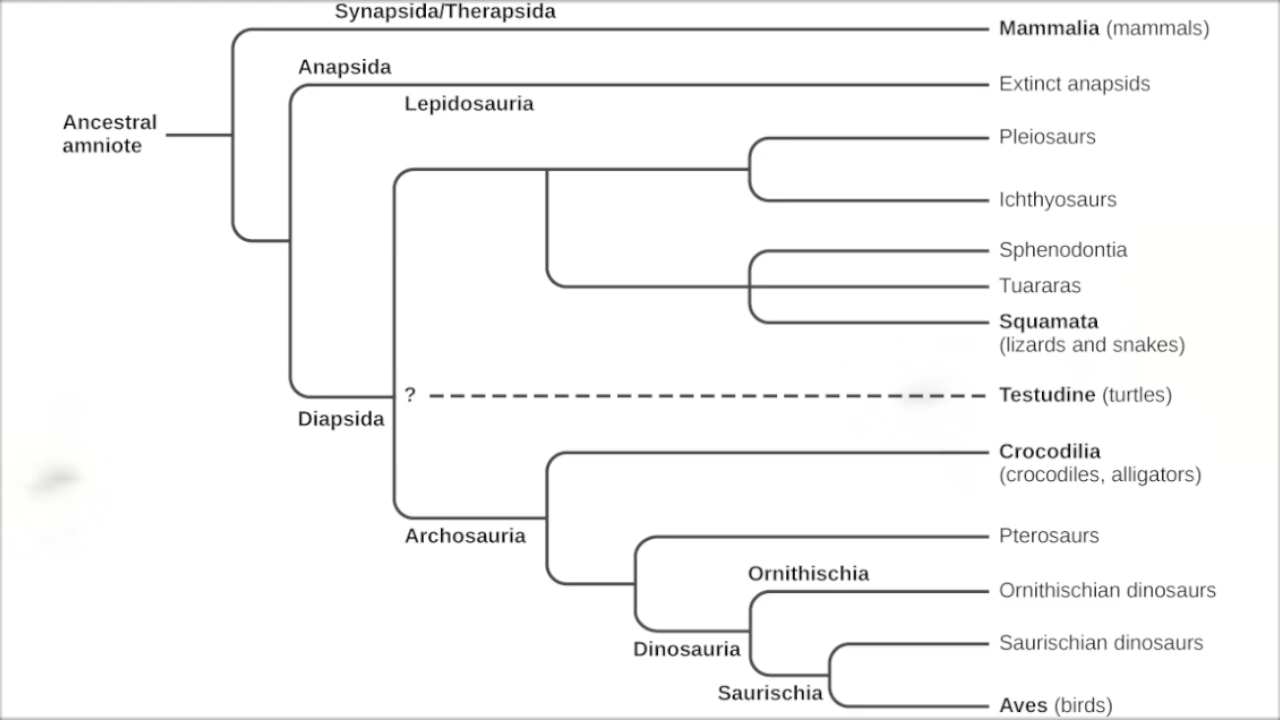 Synapsida/Therapsida
Mammalia (mammals)
Anapsida
Extinct anapsids
Lepidosauria
Ancestral
amniote
Pleiosaurs
Ichthyosaurs
Sphenodontia
Tuararas
Squamata
(lizards and snakes)
?
Testudine (turtles)
Diapsida
Crocodilia
(crocodiles, alligators)
Archosauria
Pterosaurs
Ornithischia
Ornithischian dinosaurs
Dinosauria
Saurischian dinosaurs
Saurischia
Aves (birds)